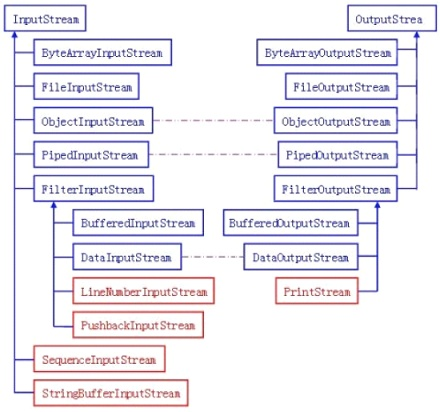 InputStream OutputStrea
ByteArrayInputStream ByteArrayOutputStream
FileInputStream FileOutputStream
ObjectInputStream ObjectOutputStream
PipedInputStream PipedOutputStream
FilterInputStream FilterOutputStream
BufferedInputStream BufferedOutputStream
DataInputStream DataOutputStream
LineNumberInputStream PrintStream
PushbackInputStream
SequenceInputStream
StringBufferInputStream